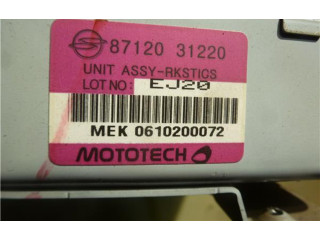 87120 31220
UNIT ASSY-RKSTICS
LOT NO: EJ20
MEK 0610200072
MOTOTECH